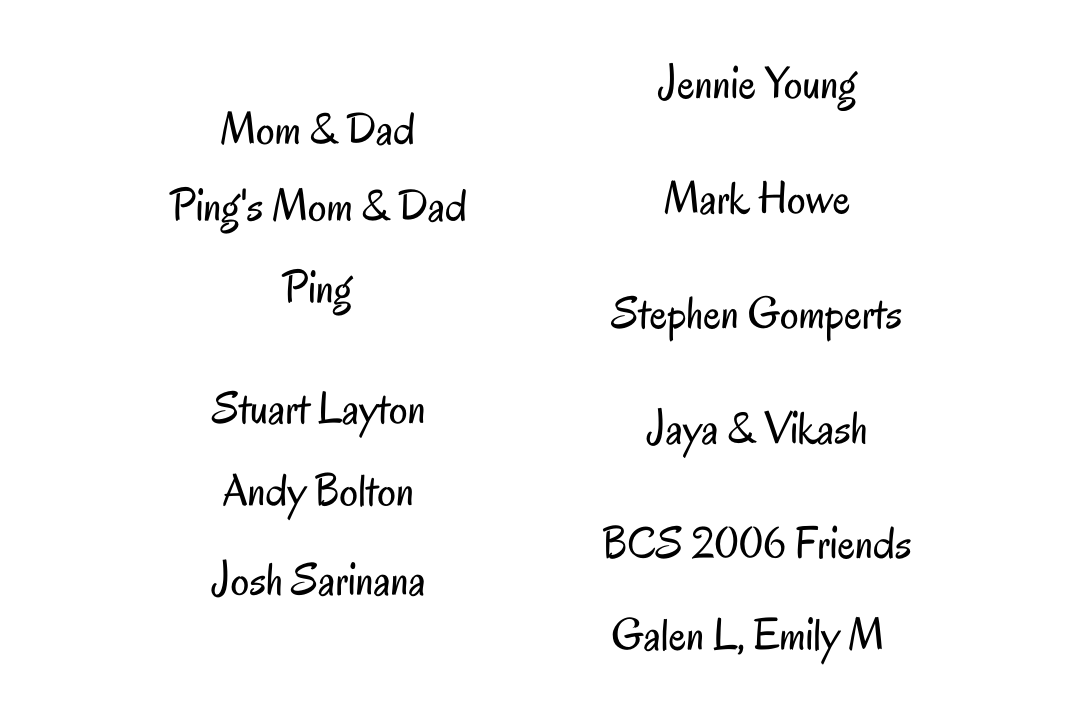 Mom & Dad
Ping's Mom & Dad
Ping
Stuart Layton
Andy Bolton
Josh Sarinana
Jennie Young
Mark Howe
Stephen Gomperts
Jaya & Vikash
BCS 2006 Friends
Galen L, Emily M